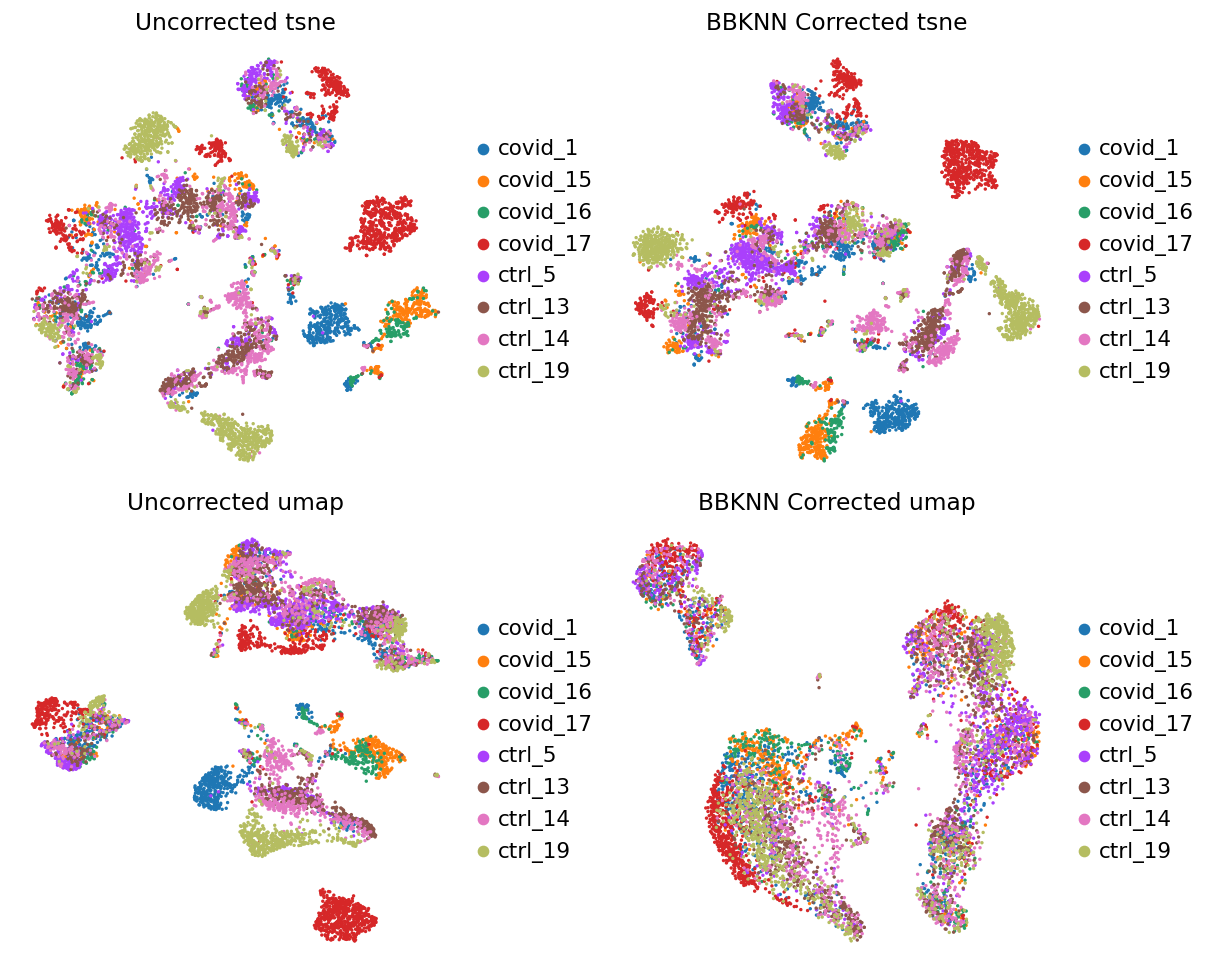 Uncorrected tsne
covid_1
covid_15
covid_16
covid_17
ctrl_5
ctrl_13
ctrl_14
ctrl_19
BBKNN Corrected tsne
covid_1
covid_15
covid_16
covid_17
ctrl_5
ctrl_13
ctrl_14
ctrl_19
Uncorrected umap
covid_1
covid_15
covid_16
covid_17
ctrl_5
ctrl_13
ctrl_14
ctrl_19
BBKNN Corrected umap
covid_1
covid_15
covid_16
covid_17
ctrl_5
ctrl_13
ctrl_14
ctrl_19